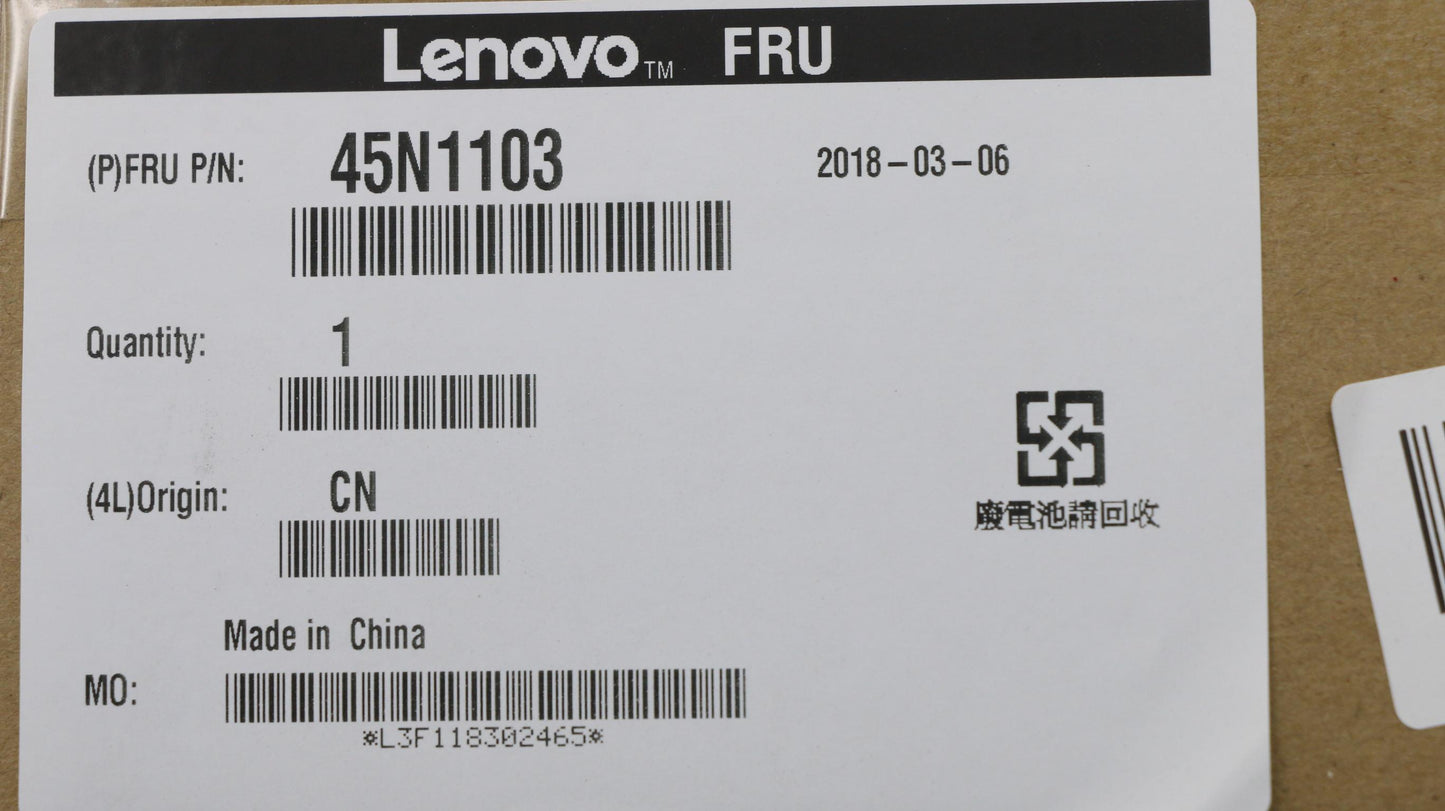 Lenovo™ FRU
(P)FRU P/N: 45N1103 2018-03-06
Quantity: 1
(4L)Origin: CN
廢電池請回收
Made in China
MO:
*L3F118302465*